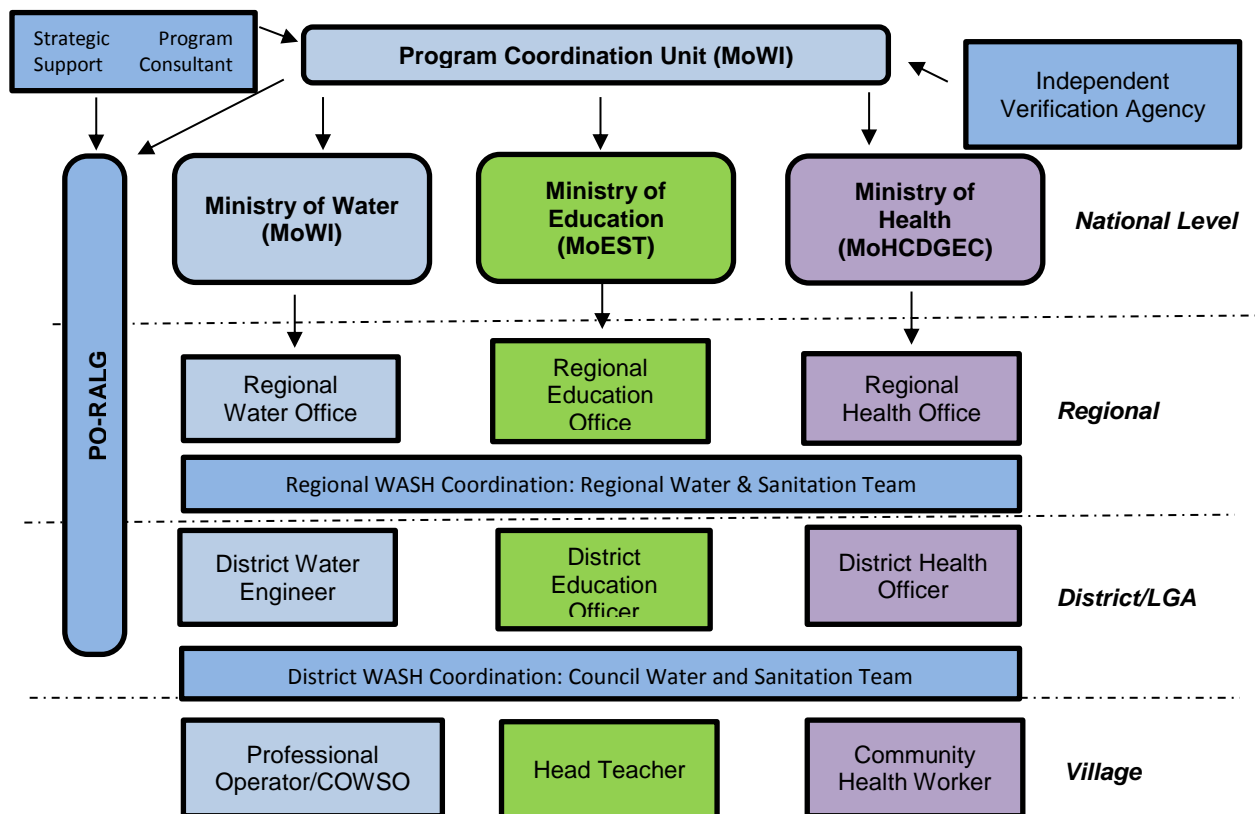 Strategic Program
Support Consultant
Program Coordination Unit (MoWI)
Independent
Verification Agency
PO-RALG
Ministry of Water
(MoWI)
Ministry of
Education
(MoEST)
Ministry of
Health
(MoHCDGEC)
National Level
Regional
Water Office
Regional
Education
Office
Regional
Health Office
Regional
Regional WASH Coordination: Regional Water & Sanitation Team
District Water
Engineer
District
Education
Officer
District Health
Officer
District/LGA
District WASH Coordination: Council Water and Sanitation Team
Professional
Operator/COWSO
Head Teacher
Community
Health Worker
Village